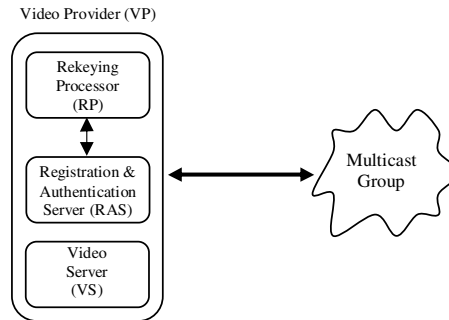 Video Provider (VP)
Rekeying
Processor
(RP)
Registration &
Authentication
Server (RAS)
Video
Server
(VS)
Multicast
Group